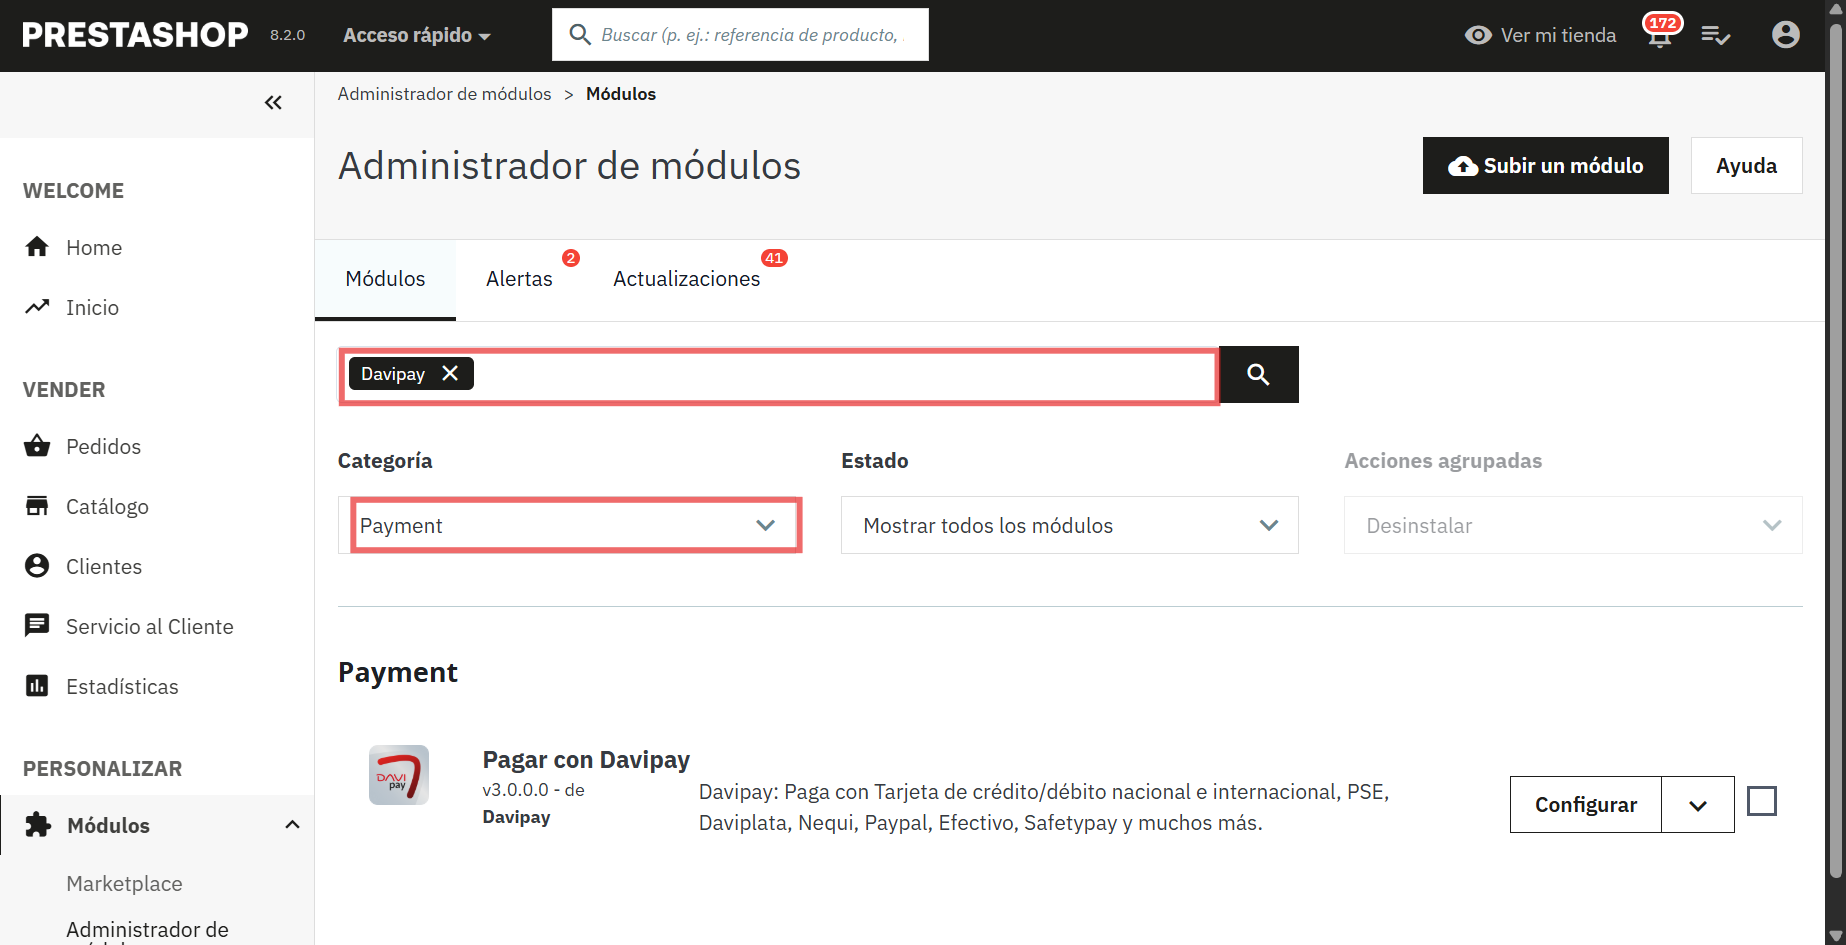 PRESTASHOP 8.2.0 Acceso rápido Buscar (p. ej.: referencia de producto, Ver mi tienda 172
Administrador de módulos > Módulos
Administrador de módulos
Subir un módulo
Ayuda
WELCOME
Home
Inicio
VENDER
Pedidos
Catálogo
Clientes
Servicio al Cliente
Estadísticas
PERSONALIZAR
Módulos
Marketplace
Administrador de
Módulos
Alertas 2
Actualizaciones 41
Davipay
Categoría
Payment
Estado
Mostrar todos los módulos
Acciones agrupadas
Desinstalar
Payment
DAVI
pay
Pagar con Davipay
v3.0.0.0 - de
Davipay
Davipay: Paga con Tarjeta de crédito/débito nacional e internacional, PSE,
Daviplata, Nequi, Paypal, Efectivo, Safetypay y muchos más.
Configurar